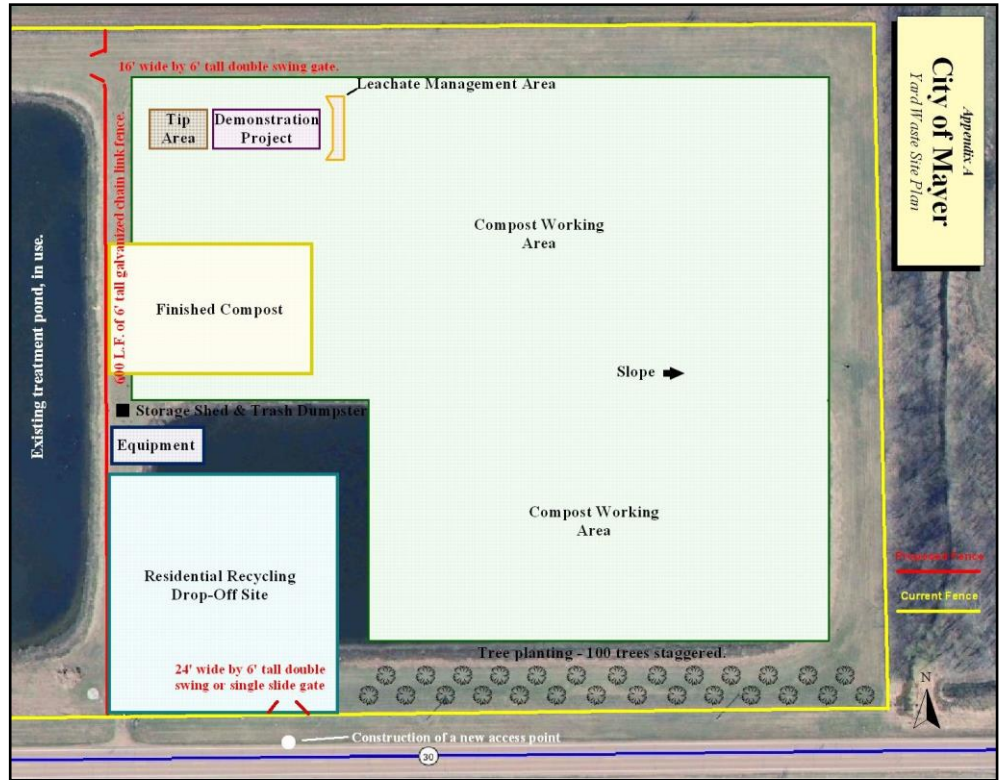 16' wide by 6' tall double swing gate.
Leachate Management Area
Tip
Area
Demonstration
Project
600 L.F. of 6' tall galvanized chain link fence.
Existing treatment pond, in use.
Compost Working
Area
Finished Compost
Slope
Storage Shed & Trash Dumpster
Equipment
Compost Working
Area
Residential Recycling
Drop-Off Site
24' wide by 6' tall double
swing or single slide gate
Tree planting - 100 trees staggered.
Construction of a new access point
30
Appendix A
City of Mayer
Yard Waste Site Plan
Proposed Fence
Current Fence
N